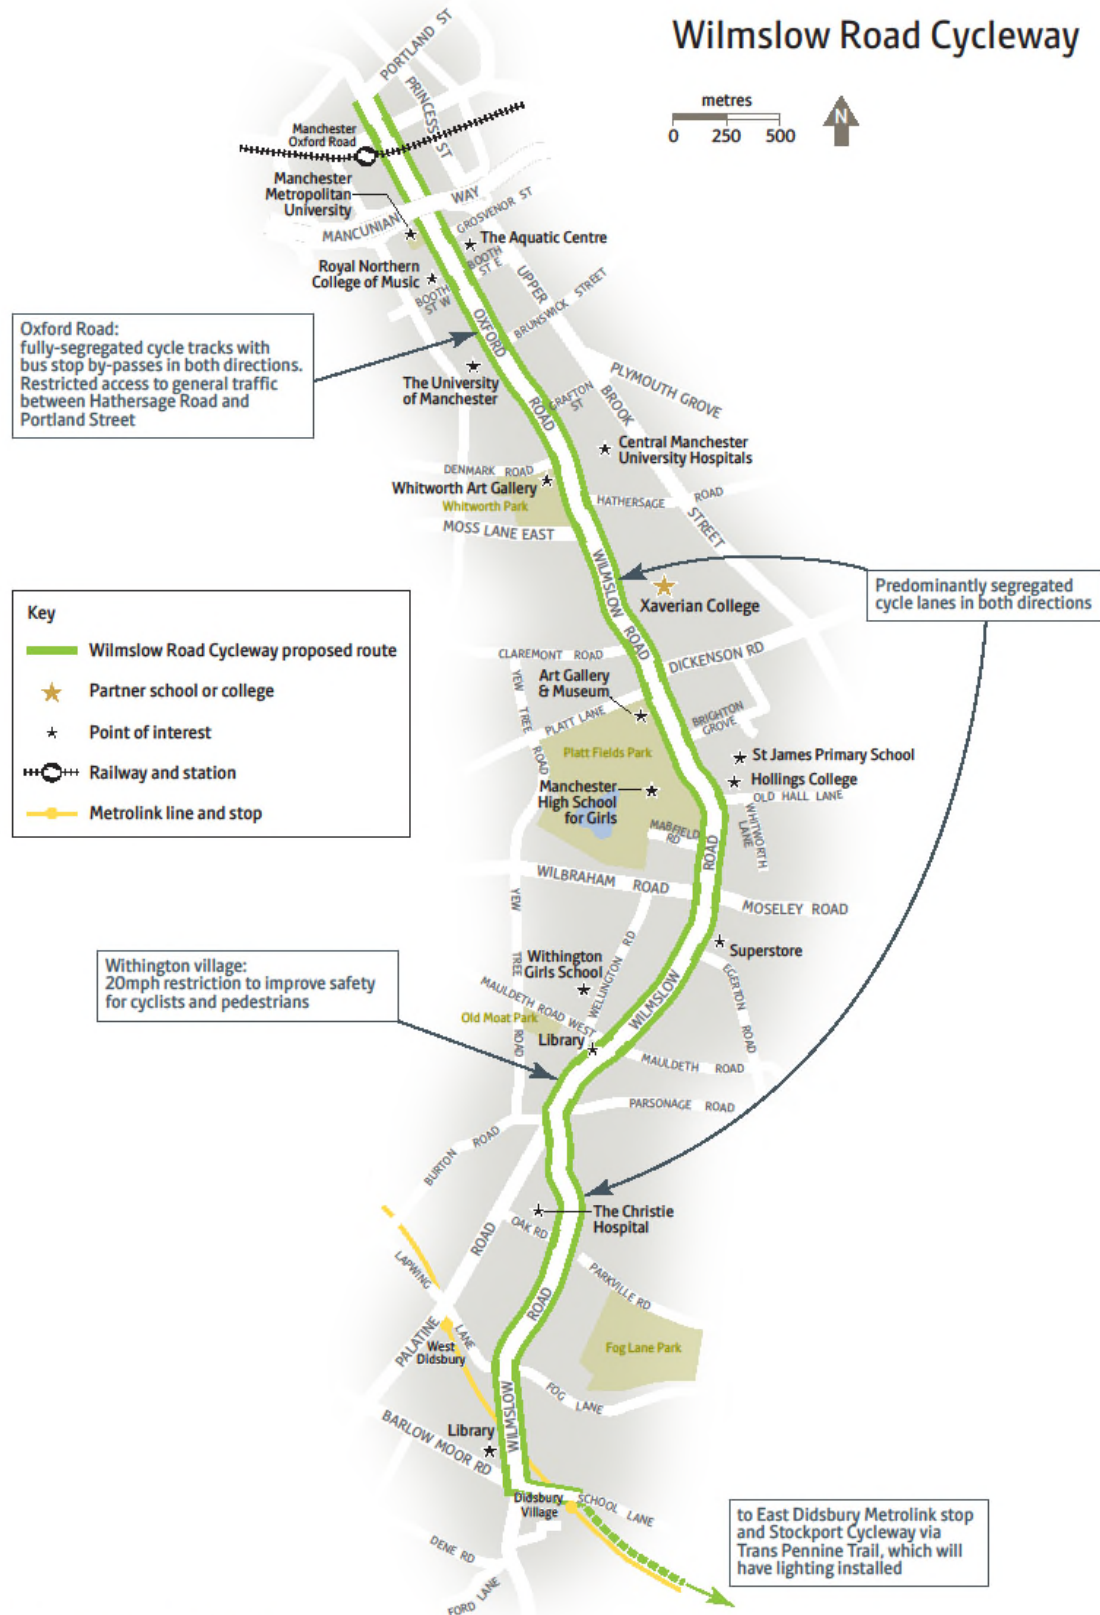 Wilmslow Road Cycleway
metres
0 250 500
N
PORTLAND ST
PRINCESS ST
Manchester
Oxford Road
Manchester
Metropolitan
University
MANCUNIAN WAY
GROSVENOR ST
The Aquatic Centre
BOOTH
ST E
Royal Northern
College of Music
BOOTH
ST W
UPPER BROOK STREET
BRUNSWICK STREET
OXFORD ROAD
Oxford Road:
fully-segregated cycle tracks with
bus stop by-passes in both directions.
Restricted access to general traffic
between Hathersage Road and
Portland Street
The University
of Manchester
PLYMOUTH GROVE
GRAFTON
ST
Central Manchester
University Hospitals
DENMARK ROAD
Whitworth Art Gallery
Whitworth Park
HATHERSAGE ROAD
MOSS LANE EAST
WILMSLOW ROAD
Xaverian College
Predominantly segregated
cycle lanes in both directions
Key
Wilmslow Road Cycleway proposed route
Partner school or college
Point of interest
Railway and station
Metrolink line and stop
CLAREMONT ROAD
DICKENSON RD
YEW TREE ROAD
Art Gallery
& Museum
PLATT LANE
BRIGHTON
GROVE
Platt Fields Park
St James Primary School
Hollings College
OLD HALL LANE
Manchester
High School
for Girls
WHITWORTH
LANE
MABFIELD
RD
ROAD
WILBRAHAM ROAD
MOSELEY ROAD
YEW TREE ROAD
Superstore
Withington
Girls School
WELLINGTON RD
WILMSLOW
EGERTON ROAD
Withington village:
20mph restriction to improve safety
for cyclists and pedestrians
MAULDETH ROAD WEST
Old Moat Park
Library
MAULDETH ROAD
PARSONAGE ROAD
BURTON ROAD
The Christie
Hospital
OAK RD
PALATINE ROAD
PARKVILLE RD
LAPWING LANE
ROAD
West
Didsbury
Fog Lane Park
FOG LANE
WILMSLOW
Library
BARLOW MOOR RD
Didsbury
Village
SCHOOL LANE
to East Didsbury Metrolink stop
and Stockport Cycleway via
Trans Pennine Trail, which will
have lighting installed
DENE RD
FORD LANE